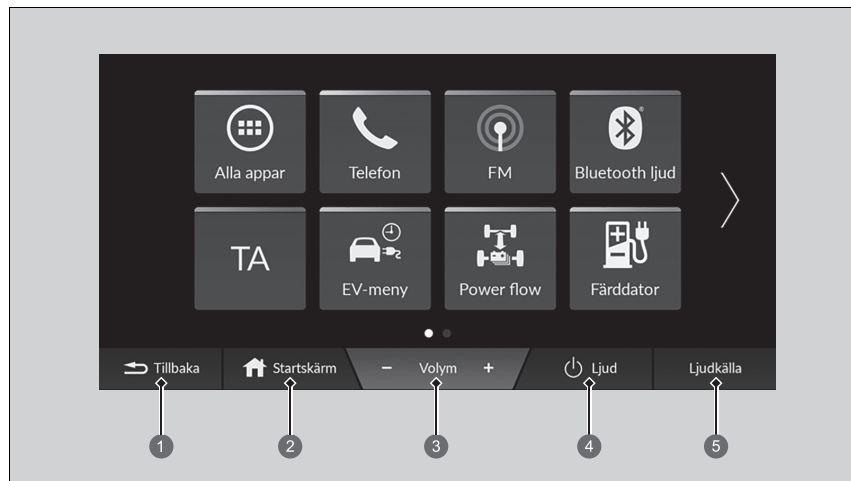 Alla appar
Telefon
FM
Bluetooth ljud
TA
EV-meny
Power flow
Färddator
Tillbaka
Startskärm
– Volym +
Ljud
Ljudkälla
1
2
3
4
5